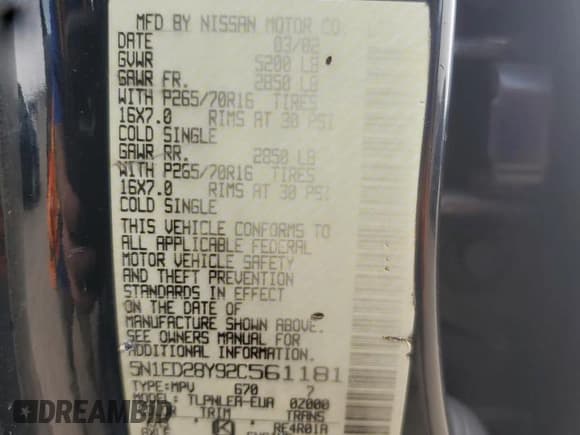 MFD BY NISSAN MOTOR CO.
DATE 03/02
GVWR 5200 LB
GAWR FR. 2850 LB
WITH P265/70R16 TIRES
16X7.0 RIMS AT 30 PSI
COLD SINGLE
GAWR RR. 2850 LB
WITH P265/70R16 TIRES
16X7.0 RIMS AT 30 PSI
COLD SINGLE
THIS VEHICLE CONFORMS TO
ALL APPLICABLE FEDERAL
MOTOR VEHICLE SAFETY
AND THEFT PREVENTION
STANDARDS IN EFFECT
ON THE DATE OF
MANUFACTURE SHOWN ABOVE.
SEE OWNERS MANUAL FOR
ADDITIONAL INFORMATION.
5N1ED28Y92C561181
TYPE:MPV 670 7
MODEL: TLPNLEA-EUA 0Z000
TRIM TRANS
RE4R01A
DREAMBID